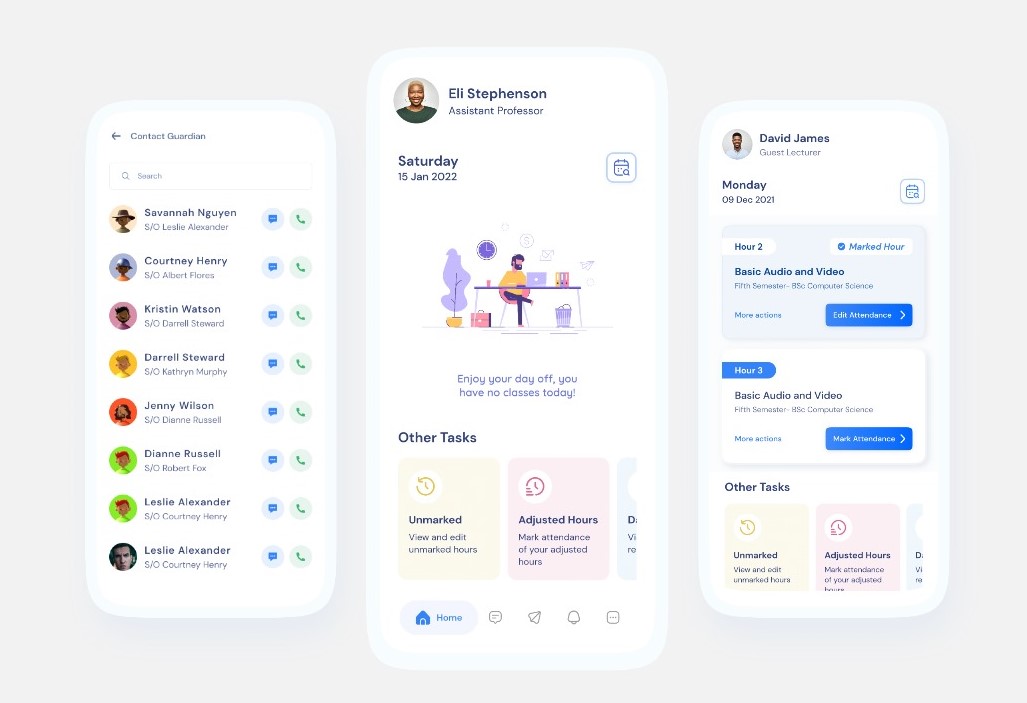 Contact Guardian
Search
Savannah Nguyen
S/O Leslie Alexander
Courtney Henry
S/O Albert Flores
Kristin Watson
S/O Darrell Steward
Darrell Steward
S/O Kathryn Murphy
Jenny Wilson
S/O Dianne Russell
Dianne Russell
S/O Robert Fox
Leslie Alexander
S/O Courtney Henry
Leslie Alexander
S/O Courtney Henry
Eli Stephenson
Assistant Professor
Saturday
15 Jan 2022
Enjoy your day off, you
have no classes today!
Other Tasks
Unmarked
View and edit
unmarked hours
Adjusted Hours
Mark attendance
of your adjusted
hours
Home
David James
Guest Lecturer
Monday
09 Dec 2021
Hour 2
Marked Hour
Basic Audio and Video
Fifth Semester- BSc Computer Science
More actions
Edit Attendance
Hour 3
Basic Audio and Video
Fifth Semester- BSc Computer Science
More actions
Mark Attendance
Other Tasks
Unmarked
View and edit
unmarked hours
Adjusted Hours
Mark attendance
of your adjusted
hours